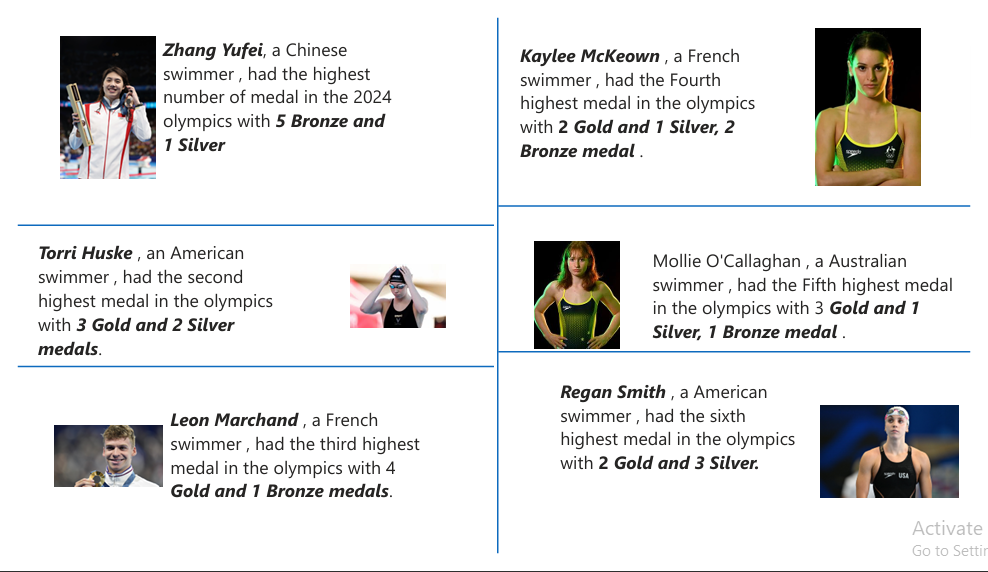 Zhang Yufei, a Chinese
swimmer , had the highest
number of medal in the 2024
olympics with 5 Bronze and
1 Silver
Torri Huske , an American
swimmer , had the second
highest medal in the olympics
with 3 Gold and 2 Silver
medals.
Leon Marchand , a French
swimmer , had the third highest
medal in the olympics with 4
Gold and 1 Bronze medals.
Kaylee McKeown , a French
swimmer , had the Fourth
highest medal in the olympics
with 2 Gold and 1 Silver, 2
Bronze medal .
speedo
Mollie O'Callaghan , a Australian
swimmer , had the Fifth highest medal
in the olympics with 3 Gold and 1
Silver, 1 Bronze medal .
Regan Smith , a American
swimmer , had the sixth
highest medal in the olympics
with 2 Gold and 3 Silver.
USA
Activate
Go to Settin